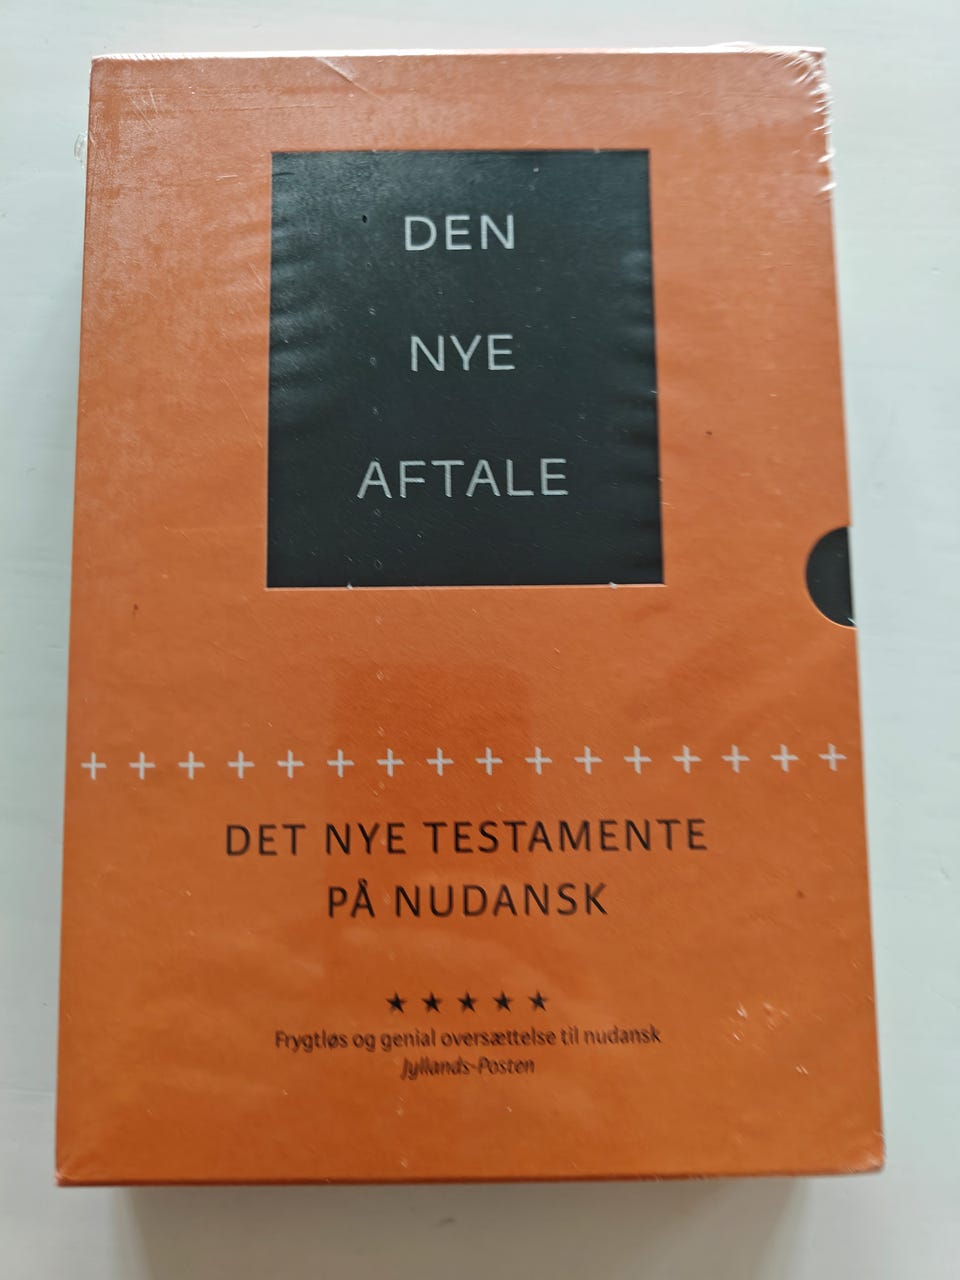 DEN
NYE
AFTALE
DET NYE TESTAMENTE
PÅ NUDANSK
Frygtløs og genial oversættelse til nudansk
Jyllands-Posten